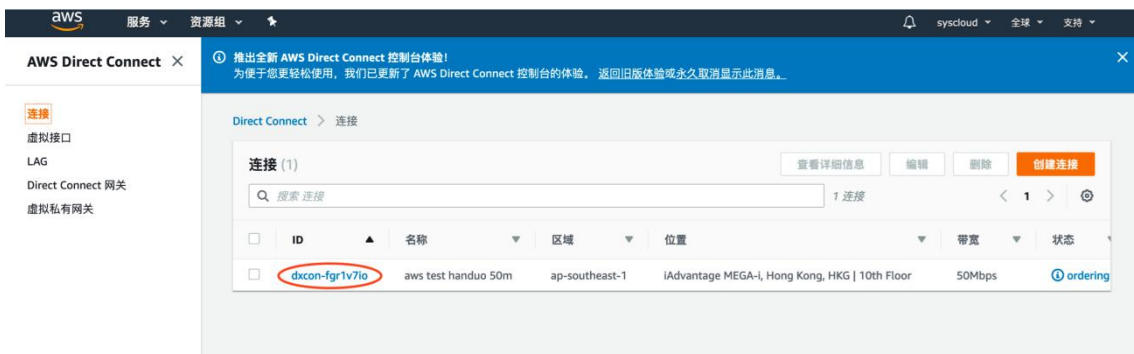 aws 服务 资源组 syscloud 全球 支持
AWS Direct Connect
推出全新 AWS Direct Connect 控制台体验!
为便于您更轻松使用，我们已更新了 AWS Direct Connect 控制台的体验。 返回旧版体验或永久取消显示此消息。
连接
虚拟接口
LAG
Direct Connect 网关
虚拟私有网关
Direct Connect > 连接
连接 (1) 查看详细信息 编辑 删除 创建连接
搜索 连接 1 连接 < 1 >
ID 名称 区域 位置 带宽 状态
dxcon-fgr1v7io aws test handuo 50m ap-southeast-1 iAdvantage MEGA-i, Hong Kong, HKG | 10th Floor 50Mbps ordering